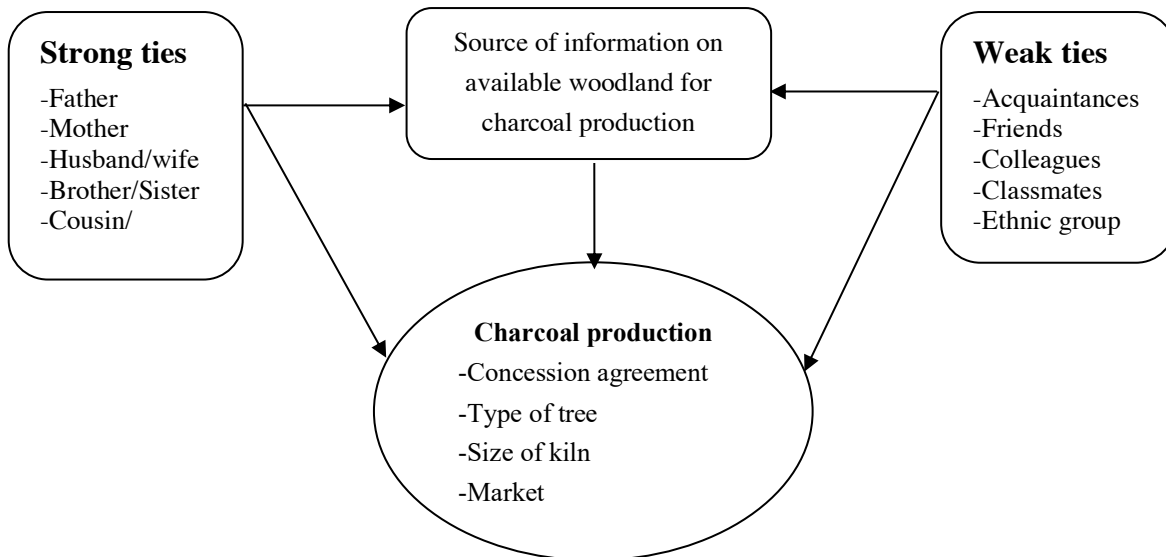 Strong ties
-Father
-Mother
-Husband/wife
-Brother/Sister
-Cousin/
Source of information on
available woodland for
charcoal production
Weak ties
-Acquaintances
-Friends
-Colleagues
-Classmates
-Ethnic group
Charcoal production
-Concession agreement
-Type of tree
-Size of kiln
-Market